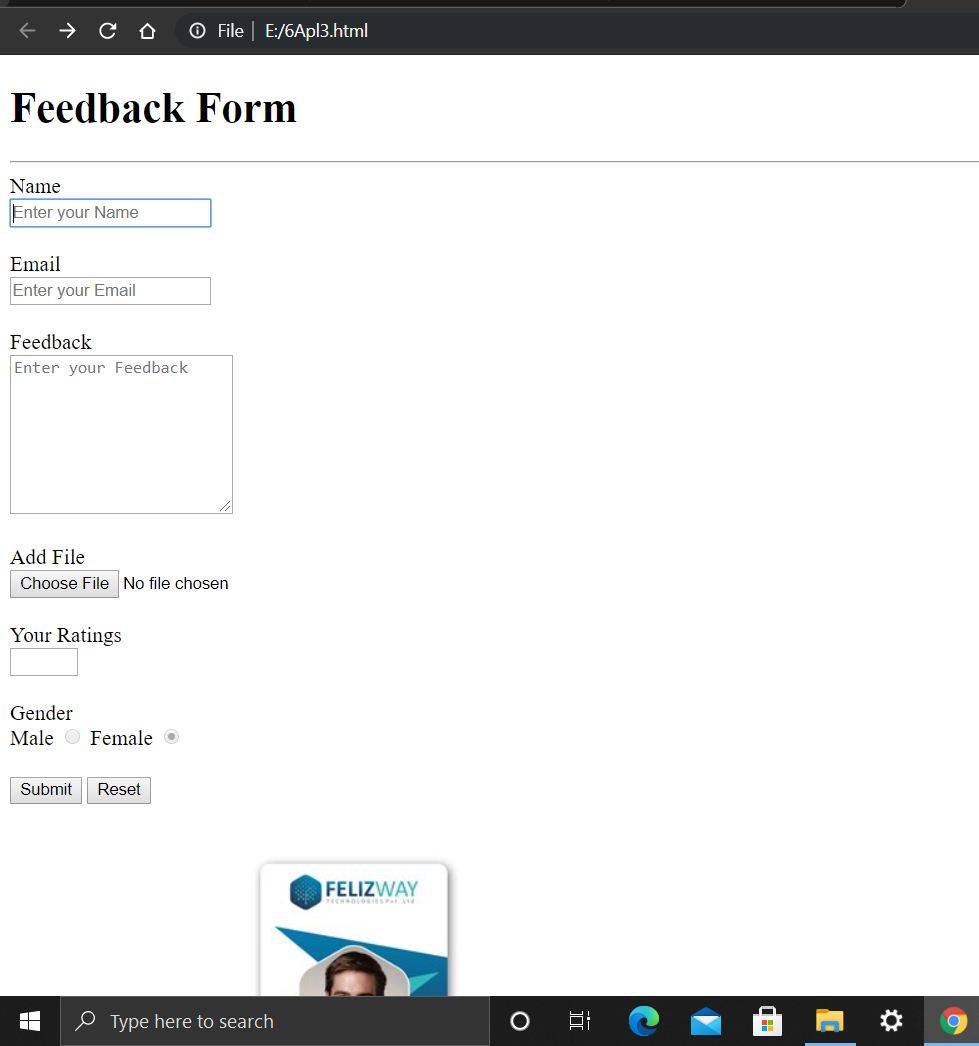 File | E:/6Apl3.html
Feedback Form
Name
Enter your Name
Email
Enter your Email
Feedback
Enter your Feedback
Add File
Choose File No file chosen
Your Ratings
Gender
Male Female
Submit Reset
FELIZWAY
TECHNOLOGIES Pvt. Ltd.
Type here to search